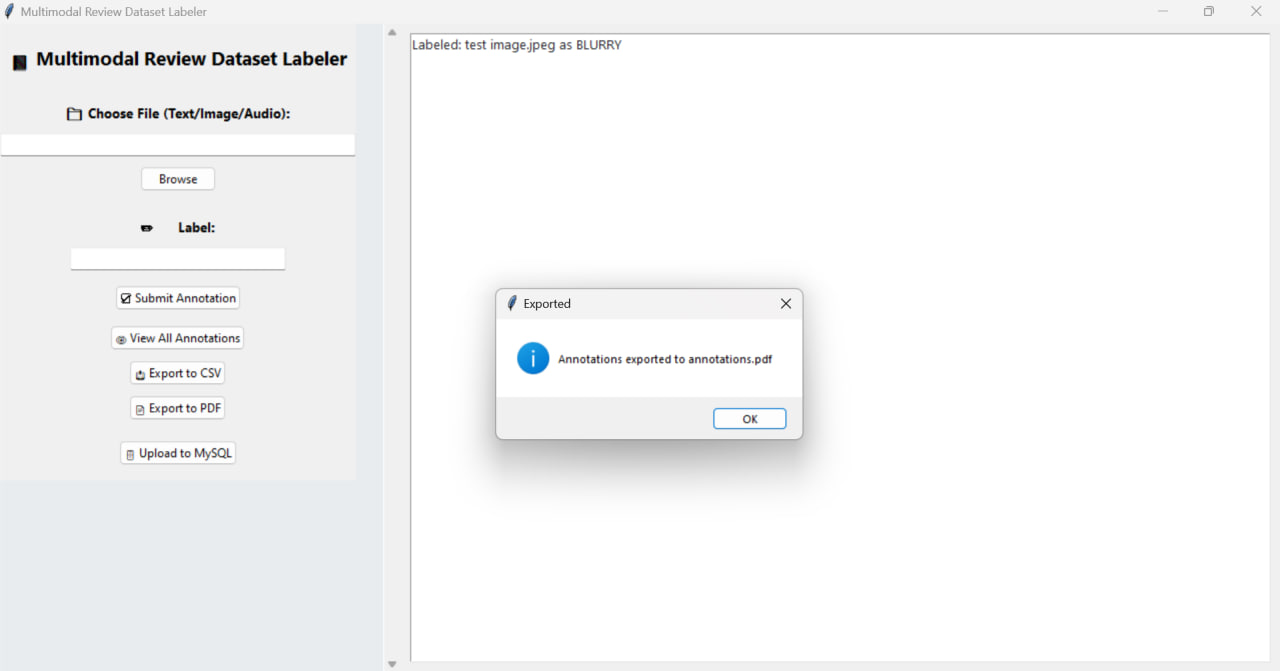 Multimodal Review Dataset Labeler
Multimodal Review Dataset Labeler
Choose File (Text/Image/Audio):
Browse
Label:
Submit Annotation
View All Annotations
Export to CSV
Export to PDF
Upload to MySQL
Labeled: test image.jpeg as BLURRY
Exported
Annotations exported to annotations.pdf
OK